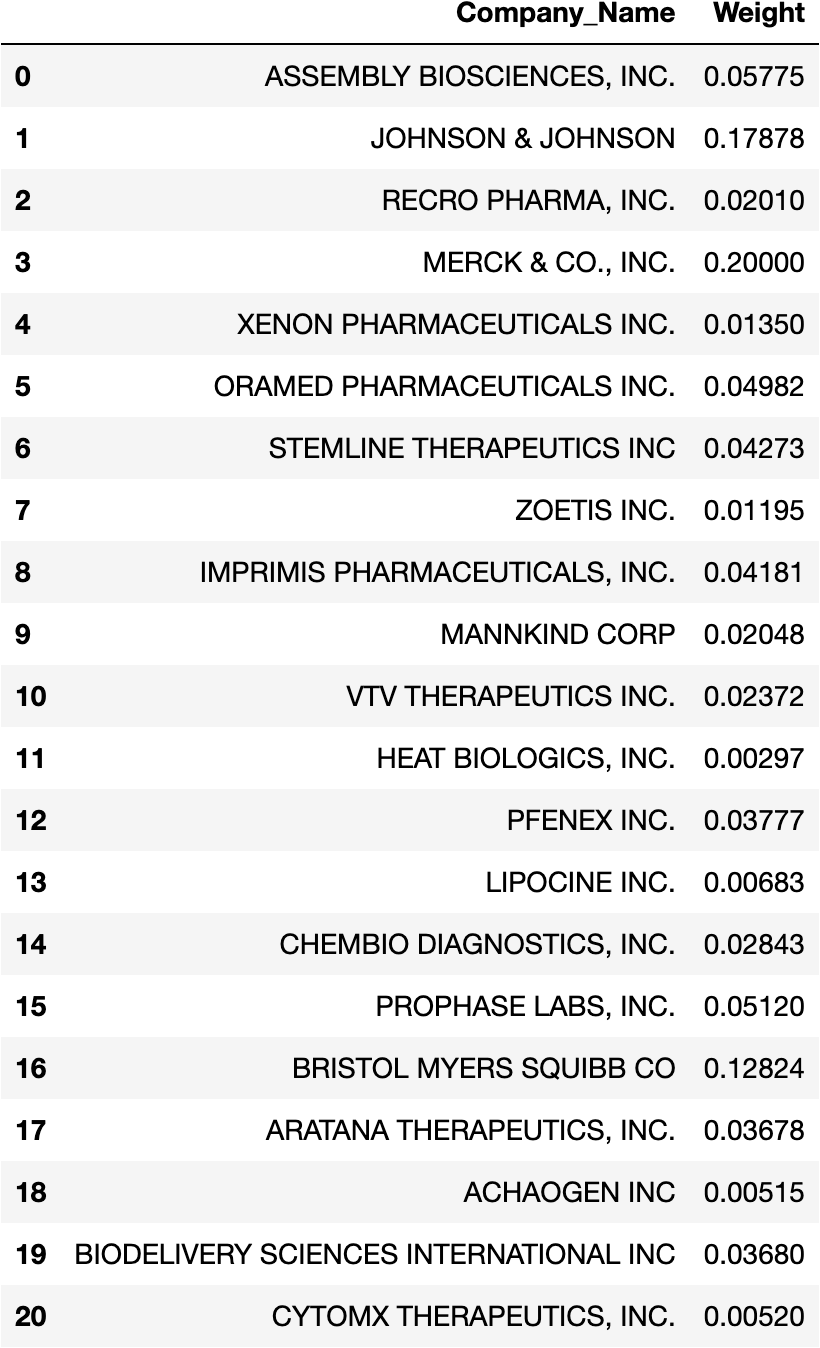 Company_Name Weight
0 ASSEMBLY BIOSCIENCES, INC. 0.05775
1 JOHNSON & JOHNSON 0.17878
2 RECRO PHARMA, INC. 0.02010
3 MERCK & CO., INC. 0.20000
4 XENON PHARMACEUTICALS INC. 0.01350
5 ORAMED PHARMACEUTICALS INC. 0.04982
6 STEMLINE THERAPEUTICS INC 0.04273
7 ZOETIS INC. 0.01195
8 IMPRIMIS PHARMACEUTICALS, INC. 0.04181
9 MANNKIND CORP 0.02048
10 VTV THERAPEUTICS INC. 0.02372
11 HEAT BIOLOGICS, INC. 0.00297
12 PFENEX INC. 0.03777
13 LIPOCINE INC. 0.00683
14 CHEMBIO DIAGNOSTICS, INC. 0.02843
15 PROPHASE LABS, INC. 0.05120
16 BRISTOL MYERS SQUIBB CO 0.12824
17 ARATANA THERAPEUTICS, INC. 0.03678
18 ACHAOGEN INC 0.00515
19 BIODELIVERY SCIENCES INTERNATIONAL INC 0.03680
20 CYTOMX THERAPEUTICS, INC. 0.00520